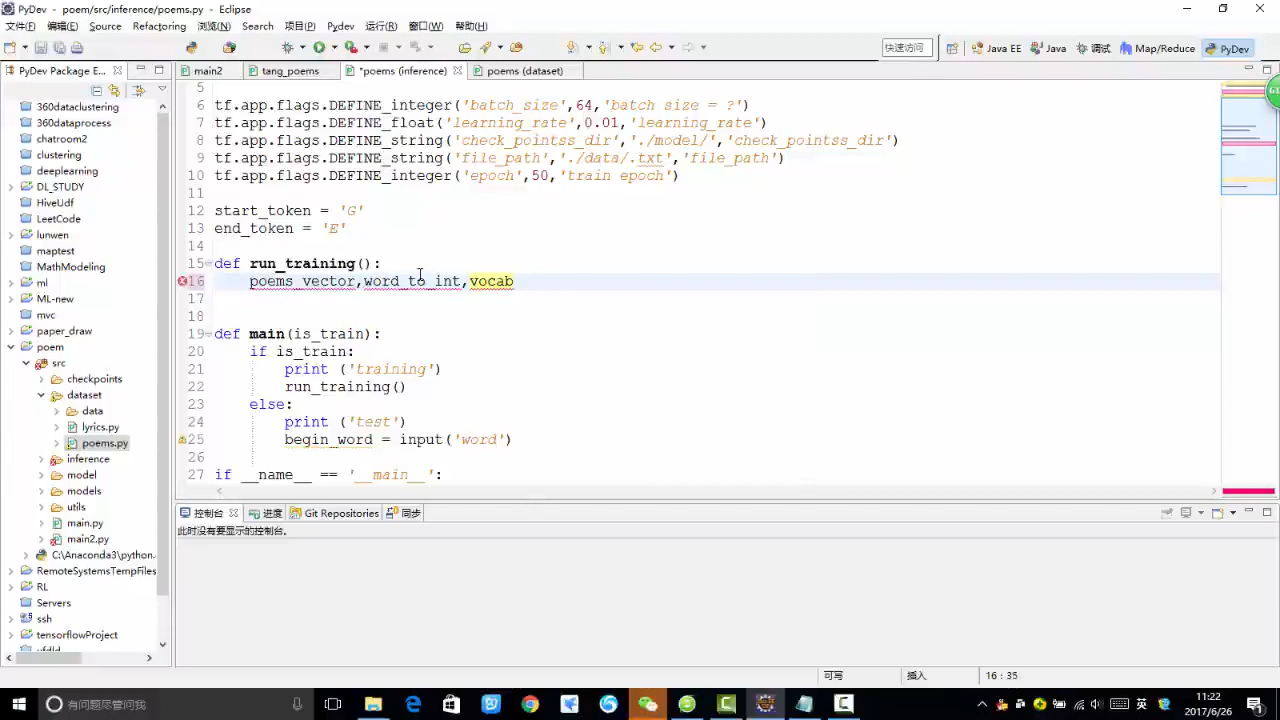 PyDev - poem/src/inference/poems.py - Eclipse
文件(F) 编辑(E) Source Refactoring 浏览(N) Search 项目(P) Pydev 运行(R) 窗口(W) 帮助(H)
快速访问 Java EE Java 调试 Map/Reduce PyDev
PyDev Package E... main2 tang_poems *poems (inference) poems (dataset)
360dataclustering
360dataprocess
chatroom2
clustering
deeplearning
DL_STUDY
HiveUdf
LeetCode
lunwen
maptest
MathModeling
ml
ML-new
mvc
paper_draw
poem
src
checkpoints
dataset
data
lyrics.py
poems.py
inference
model
models
utils
main.py
main2.py
C:\Anaconda3\python.
RemoteSystemsTempFiles
RL
Servers
ssh
tensorflowProject
5
6 tf.app.flags.DEFINE_integer('batch_size',64,'batch size = ?')
7 tf.app.flags.DEFINE_float('learning_rate',0.01,'learning_rate')
8 tf.app.flags.DEFINE_string('check_pointss_dir','./model/','check_pointss_dir')
9 tf.app.flags.DEFINE_string('file_path','./data/.txt','file_path')
10 tf.app.flags.DEFINE_integer('epoch',50,'train epoch')
11
12 start_token = 'G'
13 end_token = 'E'
14
15 def run_training():
16 poems_vector,word_to_int,vocab
17
18
19 def main(is_train):
20 if is_train:
21 print ('training')
22 run_training()
23 else:
24 print ('test')
25 begin_word = input('word')
26
27 if __name__ == '__main__':
控制台 进度 Git Repositories 同步
此时没有要显示的控制台。
可写 插入 16 : 35
有问题尽管问我
英
11:22
2017/6/26